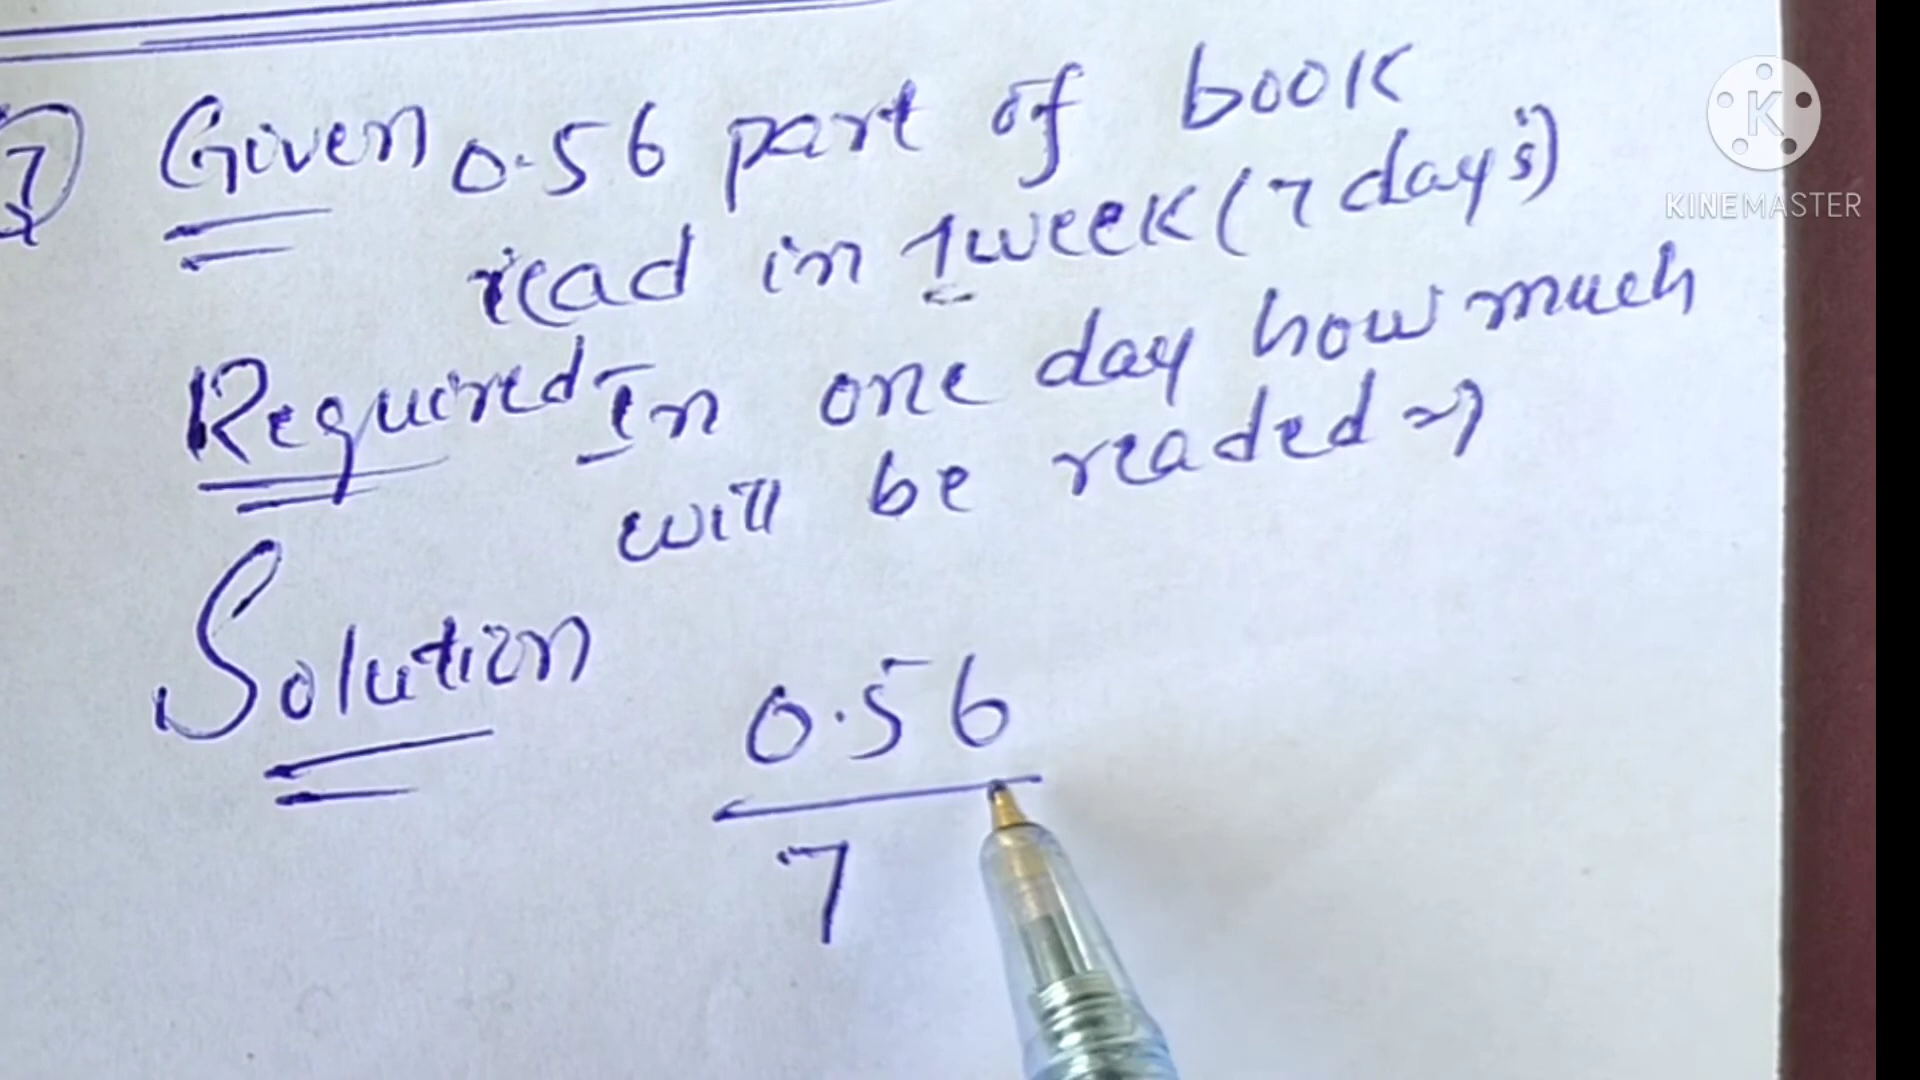 7 Given 0.56 part of book
read in 1 week (7 days)
Required In one day how much
will be readed ⇒
Solution
0.56
7
K
KINEMASTER